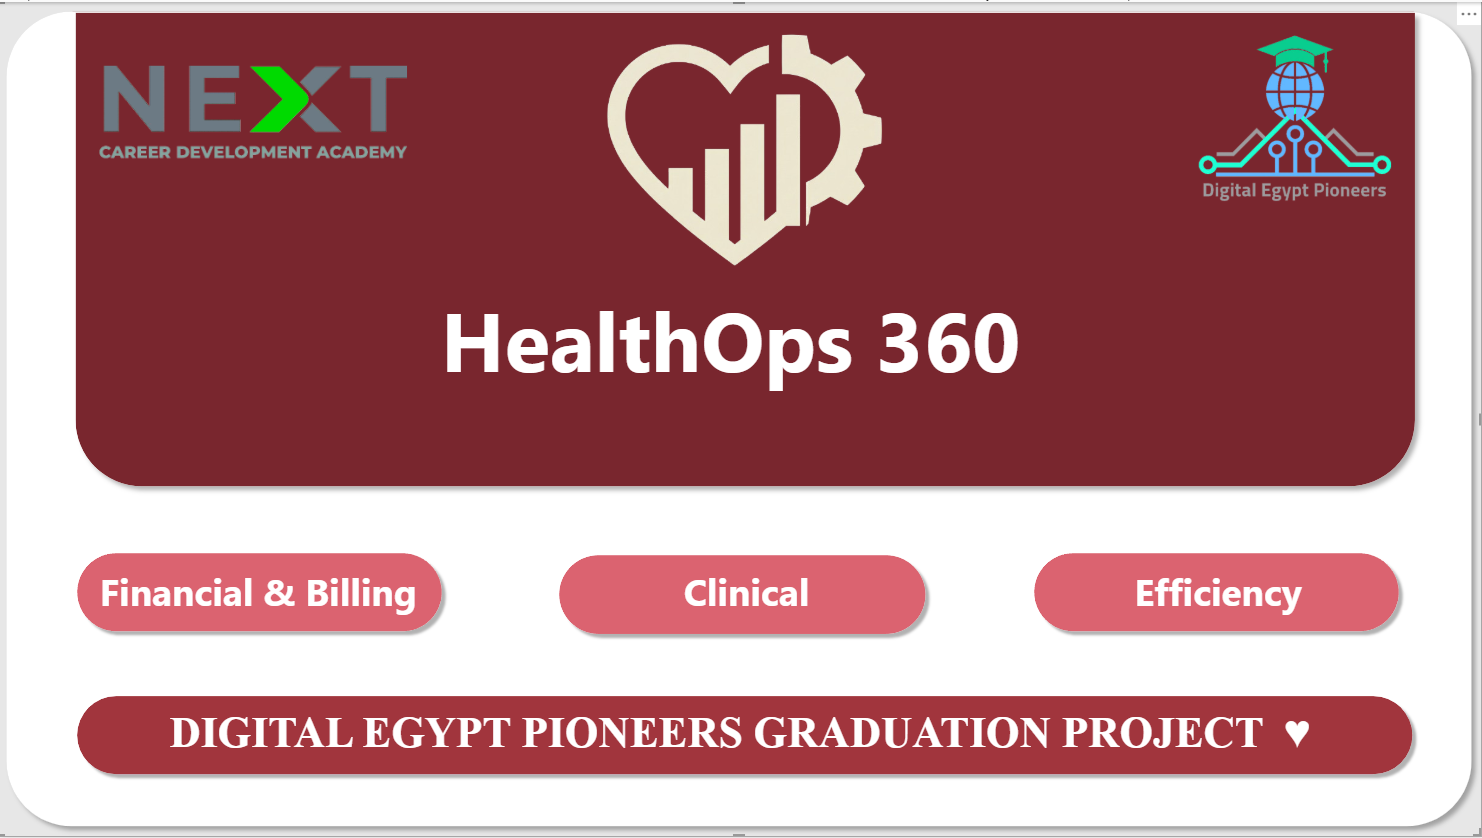 NEXT
CAREER DEVELOPMENT ACADEMY
Digital Egypt Pioneers
HealthOps 360
Financial & Billing
Clinical
Efficiency
DIGITAL EGYPT PIONEERS GRADUATION PROJECT ♥